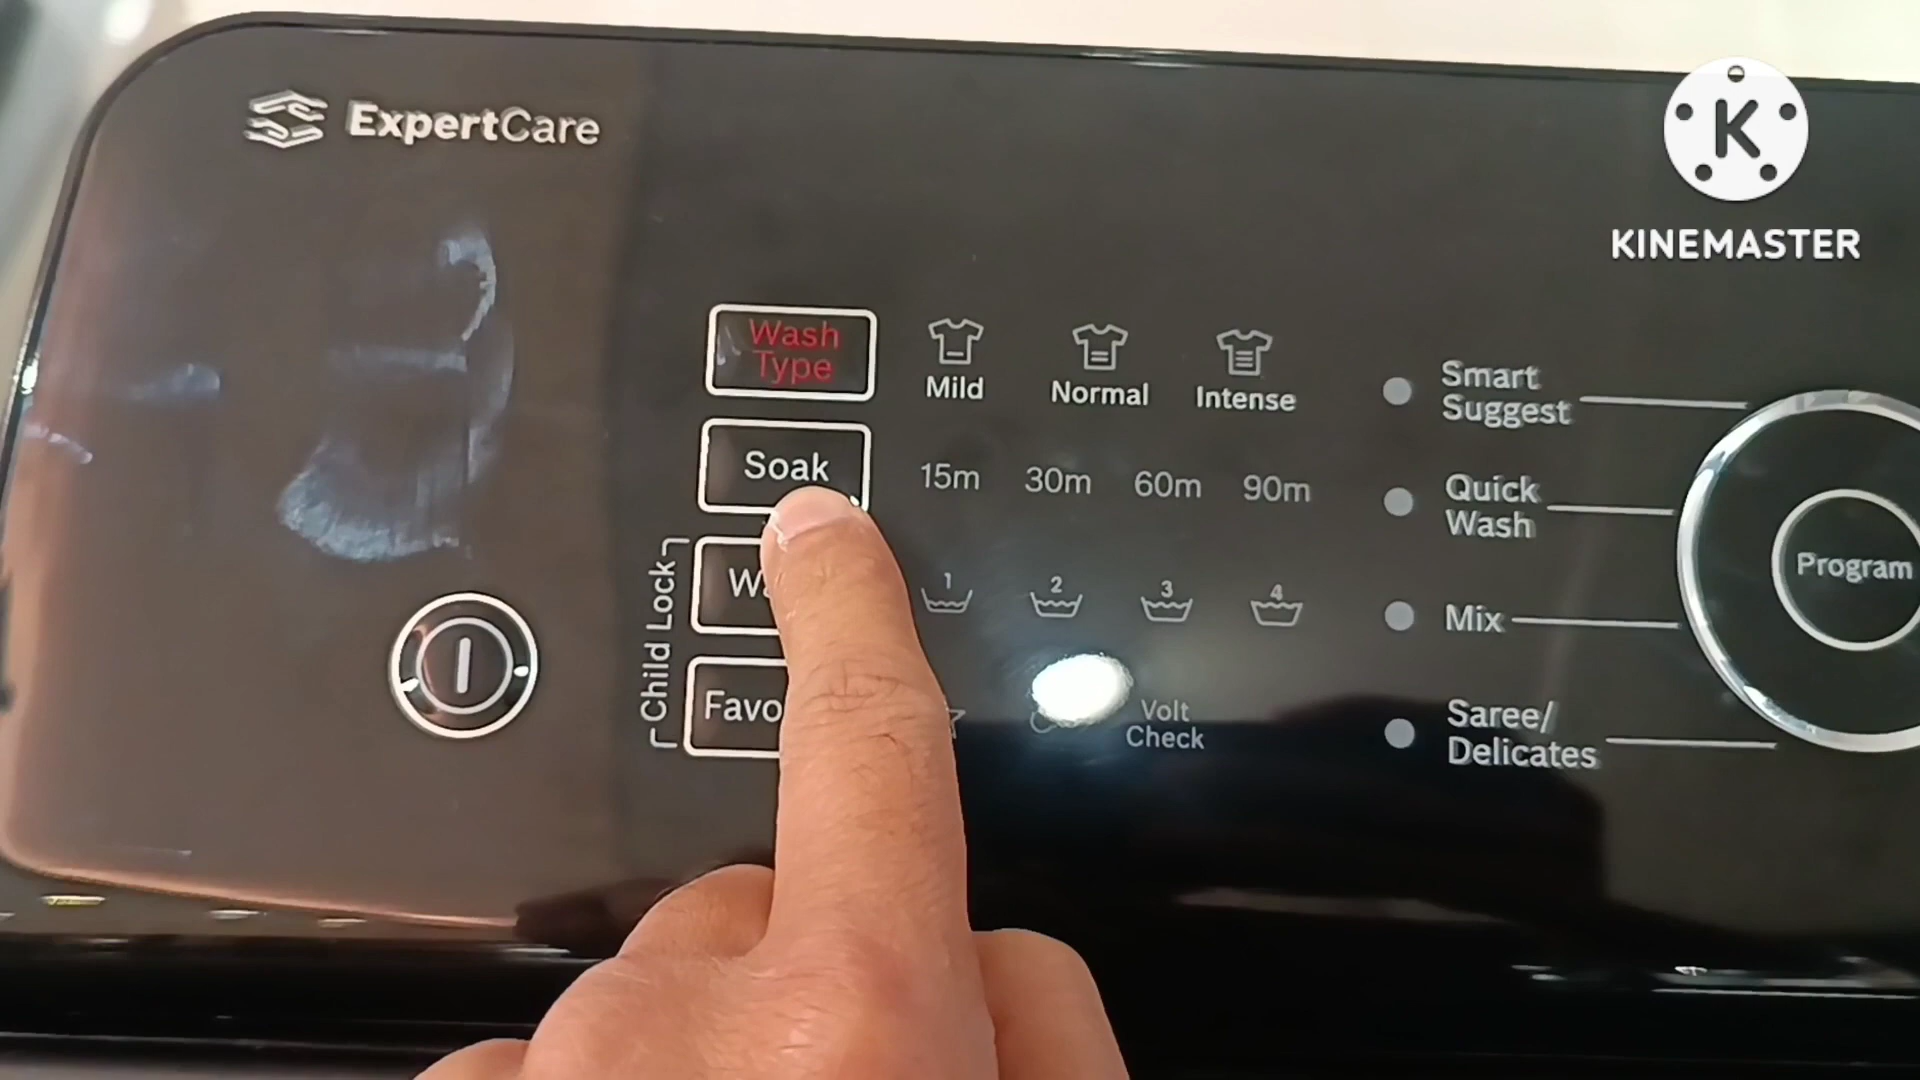 ExpertCare
K
KINEMASTER
Wash
Type
Mild
Normal
Intense
Soak
15m
30m
60m
90m
Child Lock
1
2
3
4
Volt
Check
Smart
Suggest
Quick
Wash
Mix
Saree/
Delicates
Program